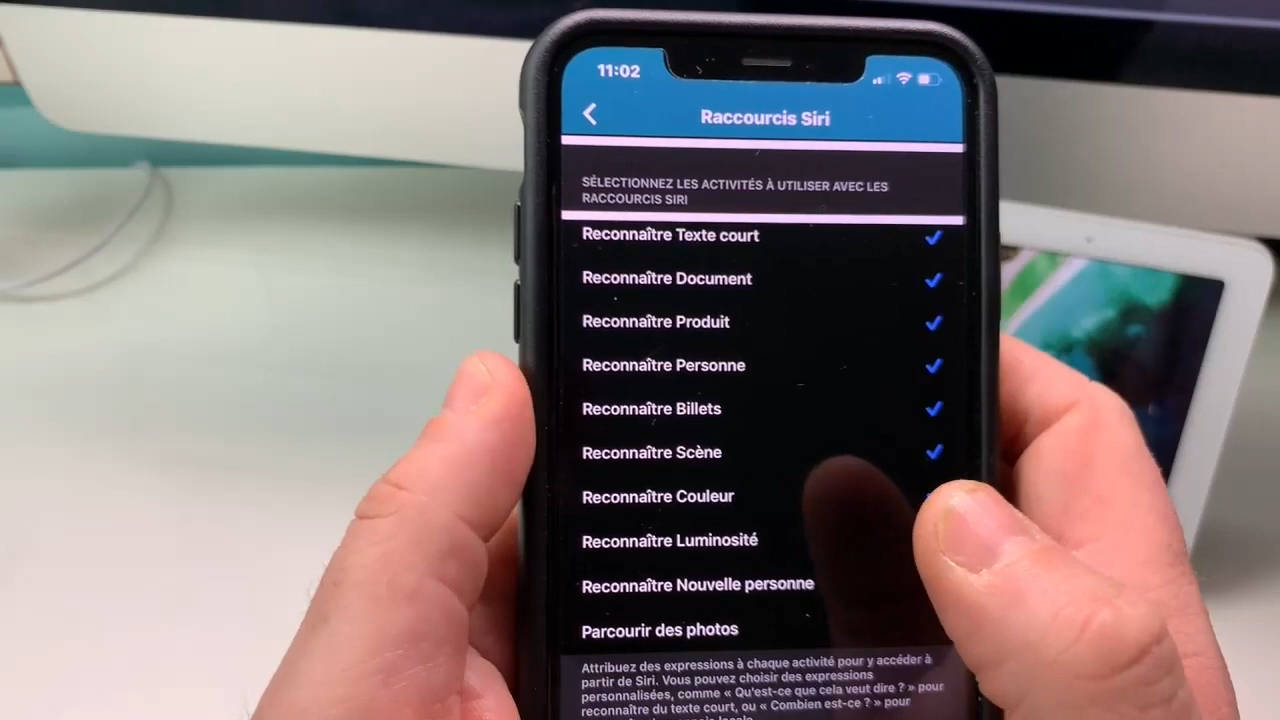 11:02
Raccourcis Siri
SÉLECTIONNEZ LES ACTIVITÉS À UTILISER AVEC LES
RACCOURCIS SIRI
Reconnaître Texte court
Reconnaître Document
Reconnaître Produit
Reconnaître Personne
Reconnaître Billets
Reconnaître Scène
Reconnaître Couleur
Reconnaître Luminosité
Reconnaître Nouvelle personne
Parcourir des photos
Attribuez des expressions à chaque activité pour y accéder à
partir de Siri. Vous pouvez choisir des expressions
personnalisées, comme « Qu'est-ce que cela veut dire ? » pour
reconnaître du texte court, ou « Combien est-ce ? » pour